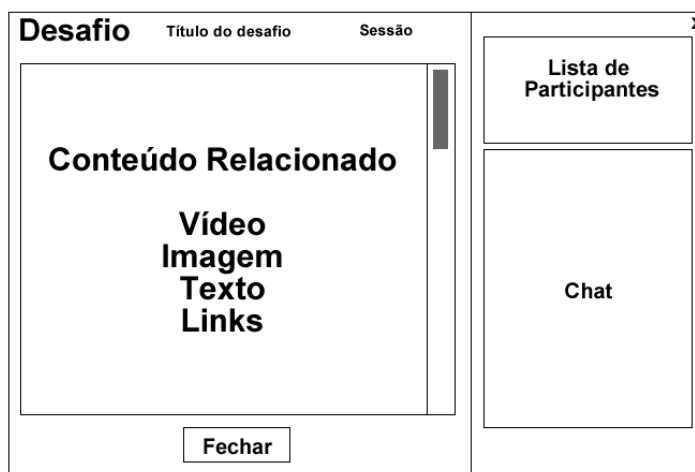 Desafio Título do desafio Sessão
Conteúdo Relacionado
Vídeo
Imagem
Texto
Links
Fechar
x
Lista de
Participantes
Chat